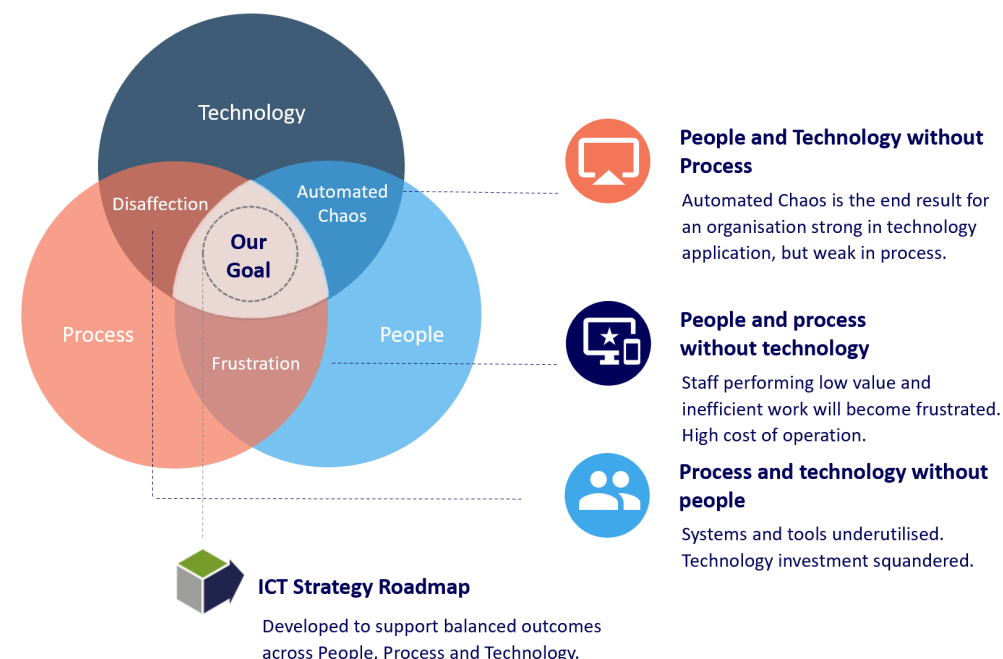 Technology
Disaffection
Automated
Chaos
Our
Goal
Process
People
Frustration
People and Technology without
Process
Automated Chaos is the end result for
an organisation strong in technology
application, but weak in process.
People and process
without technology
Staff performing low value and
inefficient work will become frustrated.
High cost of operation.
Process and technology without
people
Systems and tools underutilised.
Technology investment squandered.
ICT Strategy Roadmap
Developed to support balanced outcomes
across People, Process and Technology.